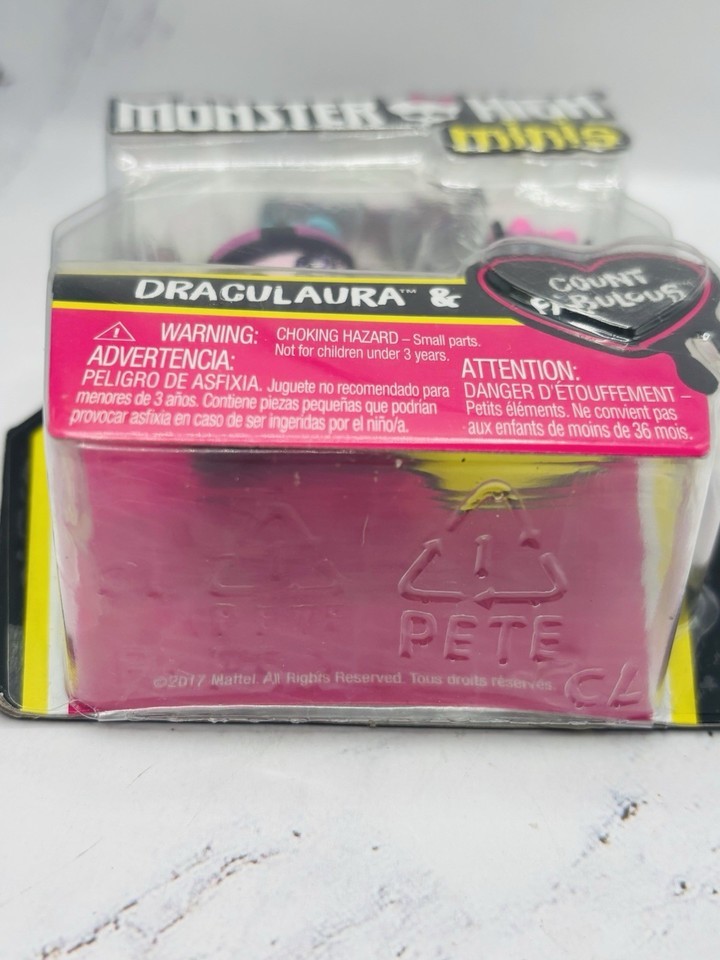 MONSTER HIGH
minis
DRACULAURA™ &
COUNT
FABULOUS™
WARNING: CHOKING HAZARD – Small parts.
Not for children under 3 years.
ADVERTENCIA:
PELIGRO DE ASFIXIA. Juguete no recomendado para
menores de 3 años. Contiene piezas pequeñas que podrían
provocar asfixia en caso de ser ingeridas por el niño/a.
ATTENTION:
DANGER D'ÉTOUFFEMENT –
Petits éléments. Ne convient pas
aux enfants de moins de 36 mois.
1
PETE
CL
©2017 Mattel. All Rights Reserved. Tous droits réservés.